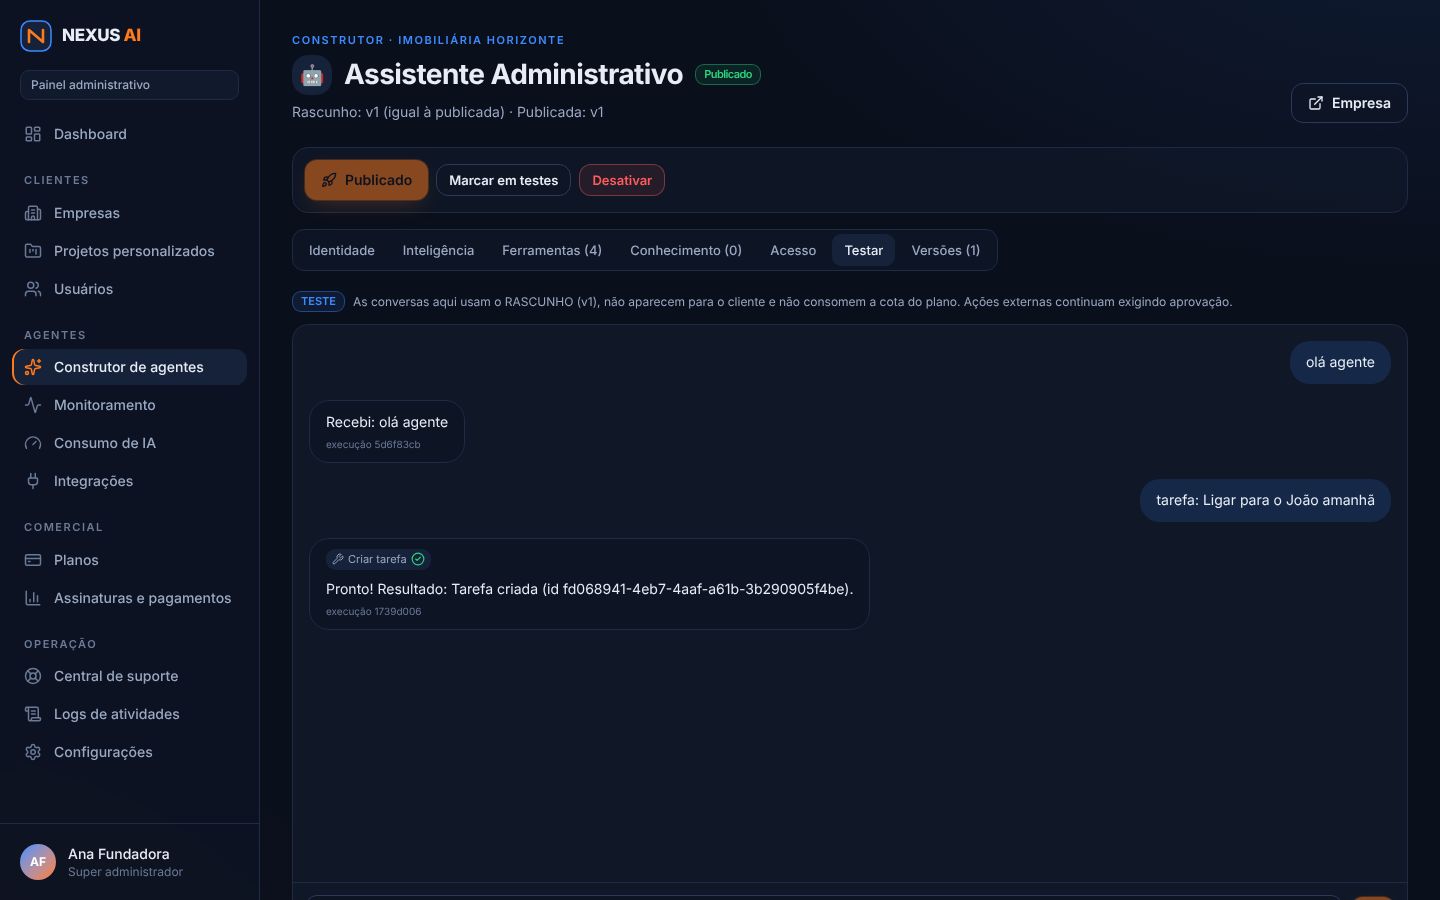 NEXUS AI
Painel administrativo
Dashboard
CLIENTES
Empresas
Projetos personalizados
Usuários
AGENTES
Construtor de agentes
Monitoramento
Consumo de IA
Integrações
COMERCIAL
Planos
Assinaturas e pagamentos
OPERAÇÃO
Central de suporte
Logs de atividades
Configurações
AF
Ana Fundadora
Super administrador
CONSTRUTOR · IMOBILIÁRIA HORIZONTE
Assistente Administrativo Publicado
Rascunho: v1 (igual à publicada) · Publicada: v1
Empresa
Publicado Marcar em testes Desativar
Identidade Inteligência Ferramentas (4) Conhecimento (0) Acesso Testar Versões (1)
TESTE As conversas aqui usam o RASCUNHO (v1), não aparecem para o cliente e não consomem a cota do plano. Ações externas continuam exigindo aprovação.
olá agente
Recebi: olá agente
execução 5d6f83cb
tarefa: Ligar para o João amanhã
Criar tarefa
Pronto! Resultado: Tarefa criada (id fd068941-4eb7-4aaf-a61b-3b290905f4be).
execução 1739d006